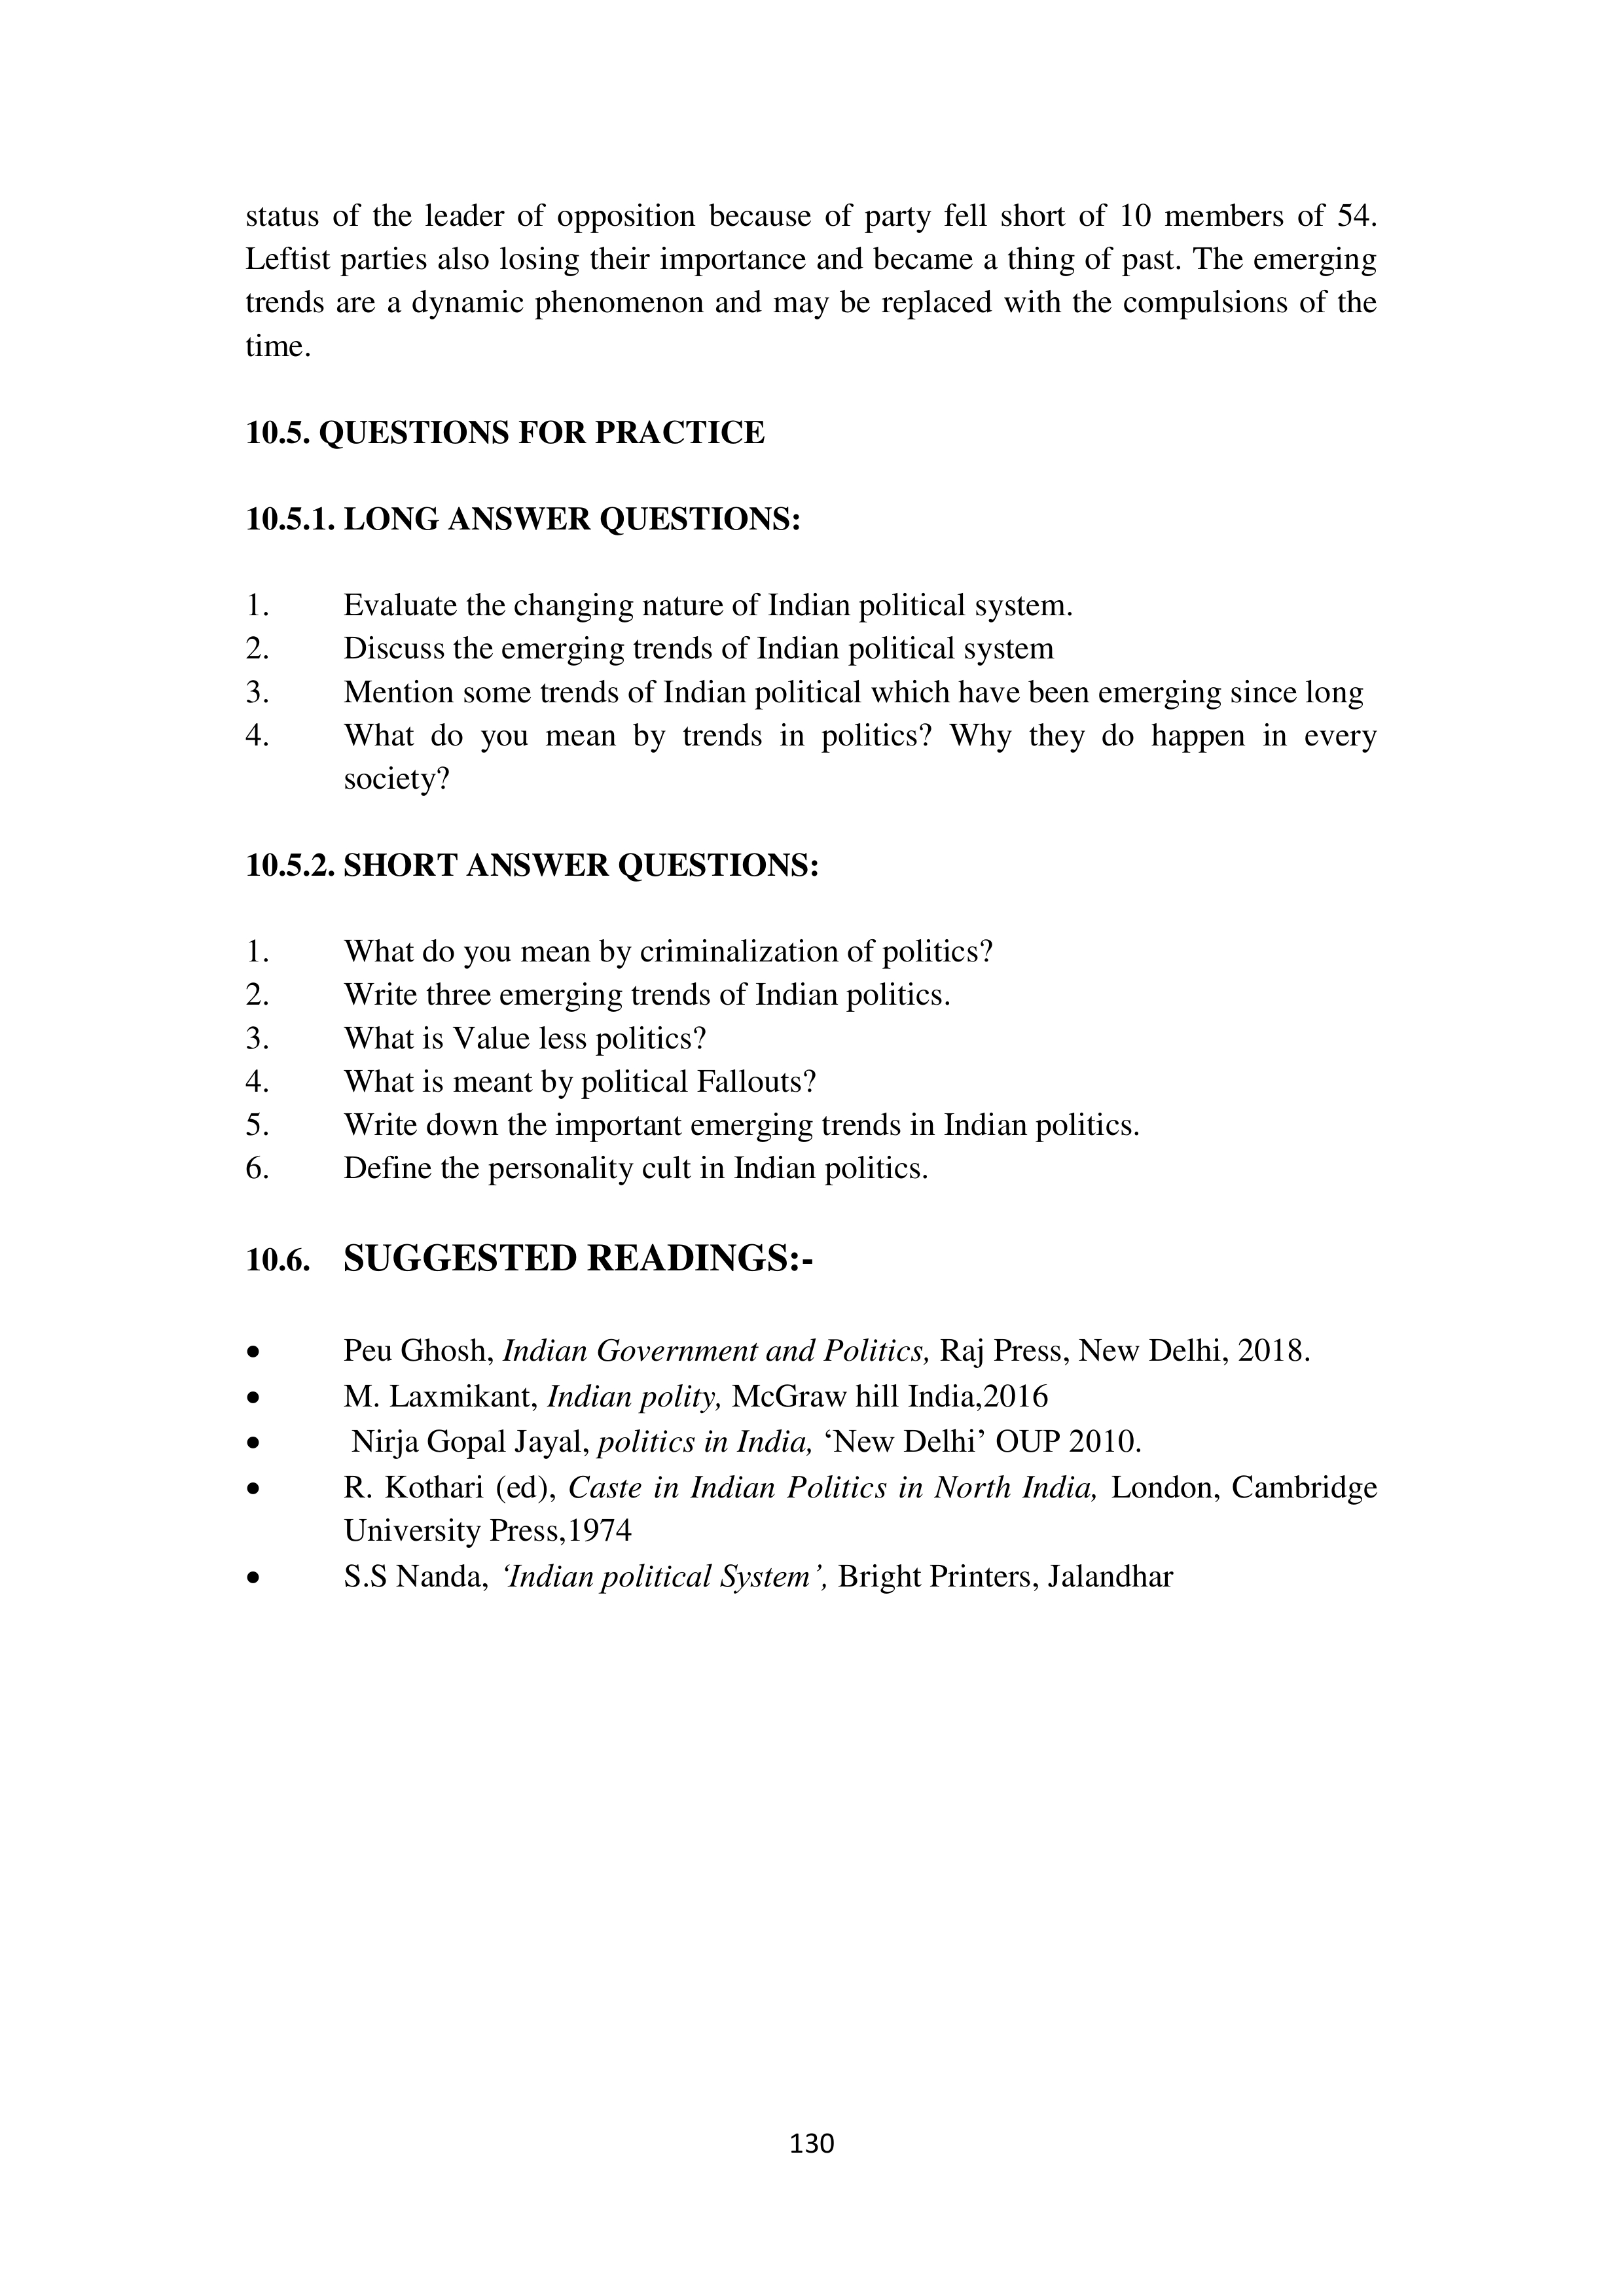 status of the leader of opposition because of party fell short of 10 members of 54.
Leftist parties also losing their importance and became a thing of past. The emerging
trends are a dynamic phenomenon and may be replaced with the compulsions of the
time.
10.5. QUESTIONS FOR PRACTICE
10.5.1. LONG ANSWER QUESTIONS:
1. Evaluate the changing nature of Indian political system.
2. Discuss the emerging trends of Indian political system
3. Mention some trends of Indian political which have been emerging since long
4. What do you mean by trends in politics? Why they do happen in every
society?
10.5.2. SHORT ANSWER QUESTIONS:
1. What do you mean by criminalization of politics?
2. Write three emerging trends of Indian politics.
3. What is Value less politics?
4. What is meant by political Fallouts?
5. Write down the important emerging trends in Indian politics.
6. Define the personality cult in Indian politics.
10.6. SUGGESTED READINGS:-
• Peu Ghosh, Indian Government and Politics, Raj Press, New Delhi, 2018.
• M. Laxmikant, Indian polity, McGraw hill India,2016
• Nirja Gopal Jayal, politics in India, ‘New Delhi’ OUP 2010.
• R. Kothari (ed), Caste in Indian Politics in North India, London, Cambridge
University Press,1974
• S.S Nanda, ‘Indian political System’, Bright Printers, Jalandhar
130